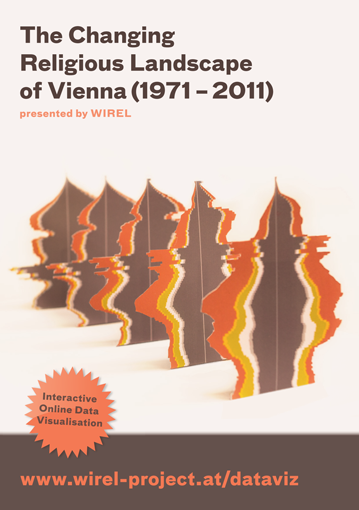 The Changing
Religious Landscape
of Vienna (1971 – 2011)
presented by WIREL
Interactive
Online Data
Visualisation
www.wirel-project.at/dataviz